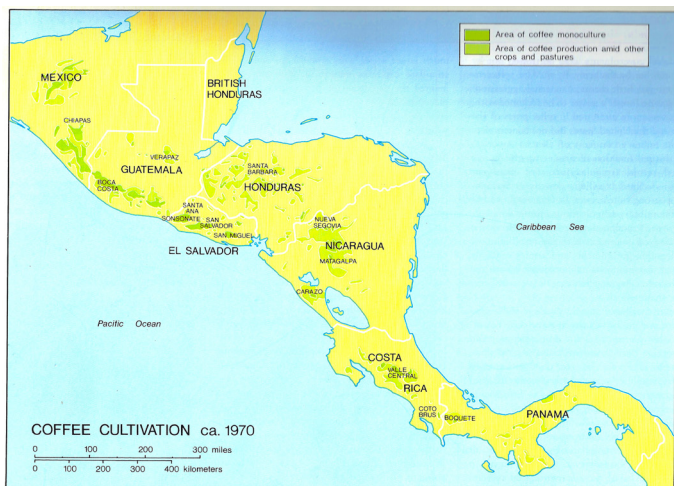 Area of coffee monoculture
Area of coffee production amid other
crops and pastures
MEXICO
BRITISH
HONDURAS
CHIAPAS
VERAPAZ
GUATEMALA
SANTA
BARBARA
BOCA
COSTA
HONDURAS
SANTA
ANA
SONSONATE
SAN
SALVADOR
NUEVA
SEGOVIA
SAN MIGUEL
EL SALVADOR
NICARAGUA
MATAGALPA
Caribbean Sea
CARAZO
Pacific Ocean
COSTA
VALLE
CENTRAL
RICA
COTO
BRUS
BOQUETE
PANAMA
COFFEE CULTIVATION ca. 1970
0 100 200 300 miles
0 100 200 300 400 kilometers